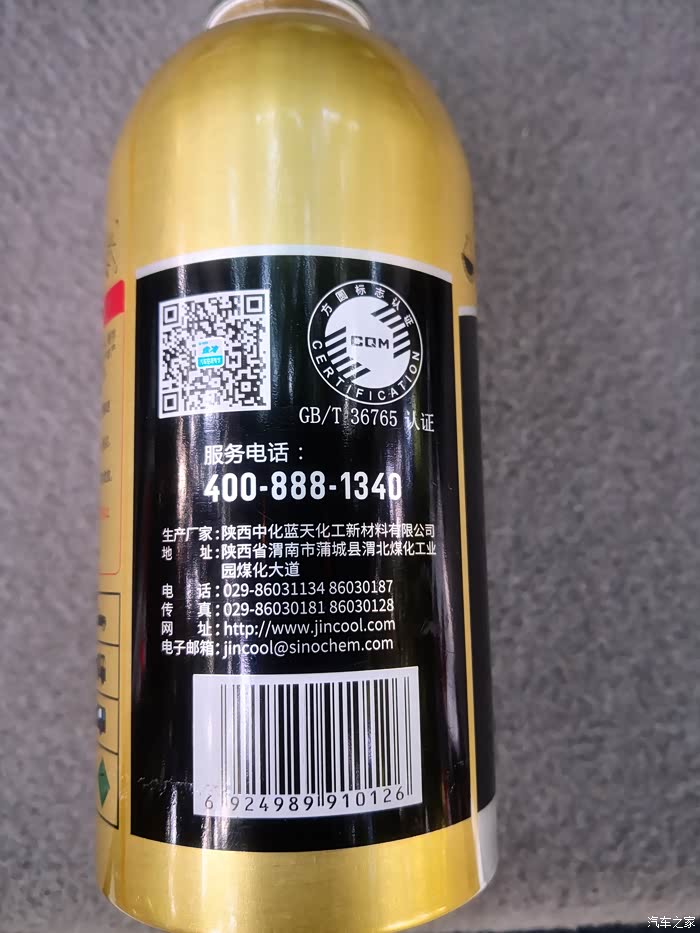 方圆标志认证
CQM
CERTIFICATION
GB/T 36765 认证
服务电话：
400-888-1340
生产厂家:陕西中化蓝天化工新材料有限公司
地 址:陕西省渭南市蒲城县渭北煤化工业
园煤化大道
电 话:029-86031134 86030187
传 真:029-86030181 86030128
网 址:http://www.jincool.com
电子邮箱:jincool@sinochem.com
6 924989 910126
汽车之家